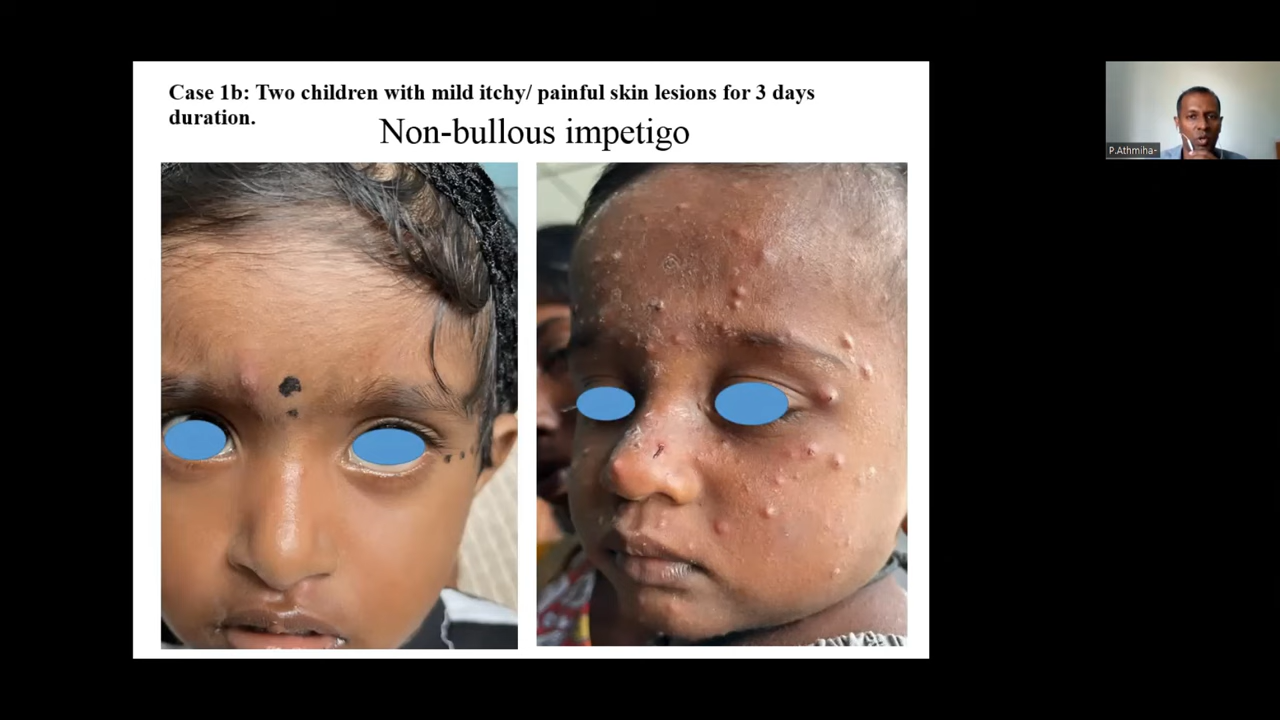 Case 1b: Two children with mild itchy/ painful skin lesions for 3 days
duration.
Non-bullous impetigo
P.Athmiha-